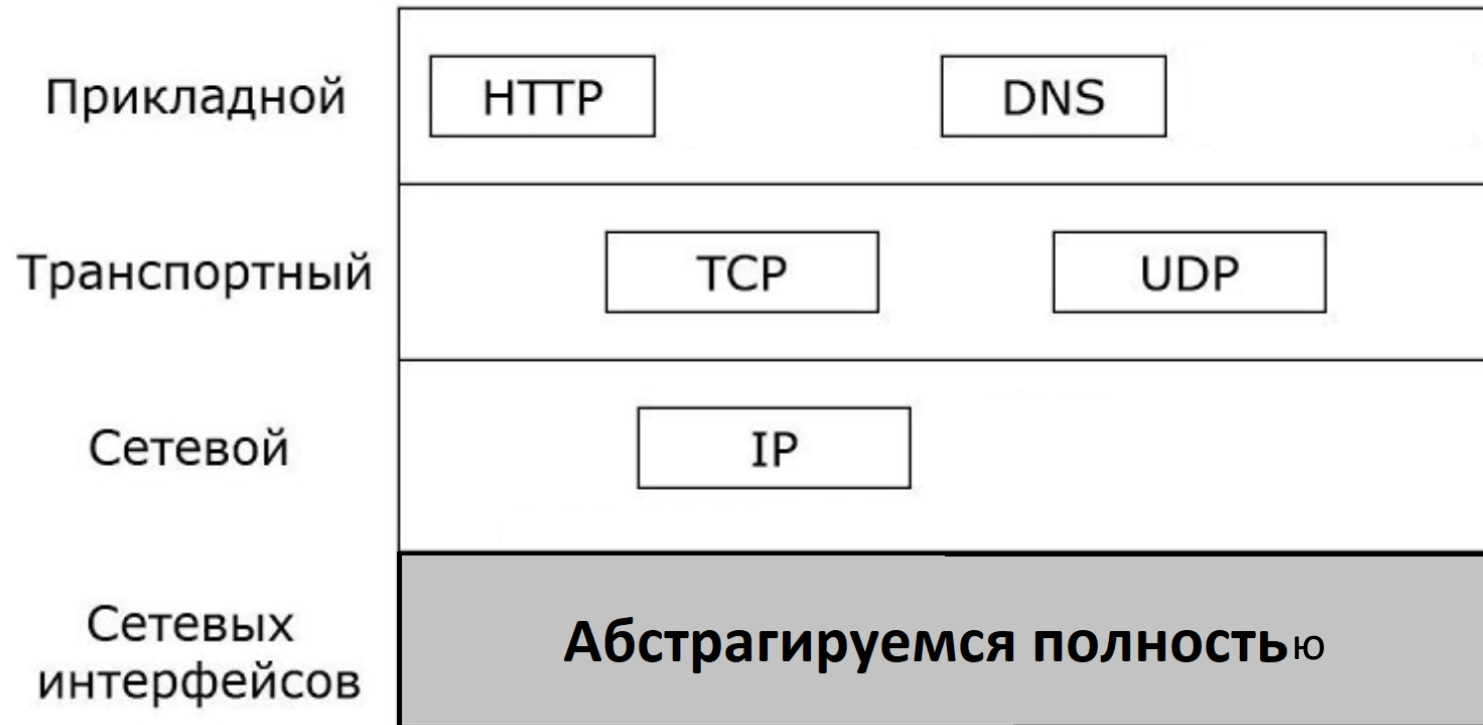 Прикладной
HTTP
DNS
Транспортный
TCP
UDP
Сетевой
IP
Сетевых
интерфейсов
Абстрагируемся полностью